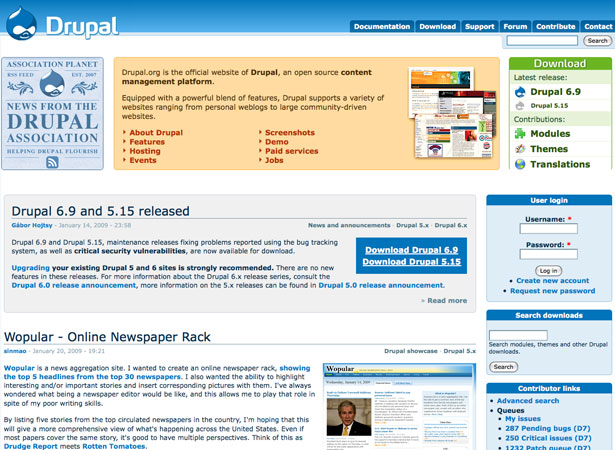 Drupal
Documentation Download Support Forum Contribute Contact
Search
ASSOCIATION PLANET
RSS FEED EST. 2007
NEWS FROM THE
DRUPAL
ASSOCIATION
HELPING DRUPAL FLOURISH
Drupal.org is the official website of Drupal, an open source content
management platform.
Equipped with a powerful blend of features, Drupal supports a variety of
websites ranging from personal weblogs to large community-driven
websites.
About Drupal
Features
Hosting
Events
Screenshots
Demo
Paid services
Jobs
Download
Latest release:
Drupal 6.9
Drupal 5.15
Contributions:
Modules
Themes
Translations
Drupal 6.9 and 5.15 released
Gábor Hojtsy - January 14, 2009 - 23:58
News and announcements · Drupal 5.x · Drupal 6.x
Drupal 6.9 and Drupal 5.15, maintenance releases fixing problems reported using the bug tracking
system, as well as critical security vulnerabilities, are now available for download.
Download Drupal 6.9
Download Drupal 5.15
Upgrading your existing Drupal 5 and 6 sites is strongly recommended. There are no new
features in these releases. For more information about the Drupal 6.x release series, consult the
Drupal 6.0 release announcement, more information on the 5.x releases can be found in Drupal 5.0 release announcement.
» Read more
User login
Username: *
Password: *
Log in
Create new account
Request new password
Search downloads
Search modules, themes and other Drupal
downloads.
Search
Contributor links
Advanced search
Queues
My issues
287 Pending bugs (D7)
250 Critical issues (D7)
1232 Patch queue (D7)
Wopular - Online Newspaper Rack
sinmao - January 20, 2009 - 19:21
Drupal showcase · Drupal 5.x
Wopular is a news aggregation site. I wanted to create an online newspaper rack, showing
the top 5 headlines from the top 30 newspapers. I also wanted the ability to highlight
interesting and/or important stories and insert corresponding pictures with them. I've always
wondered what being a newspaper editor would be like, and this allows me to play that role in
spite of my poor writing skills.
By listing five stories from the top circulated newspapers in the country, I'm hoping that this
will give a more comprehensive view of what's happening across the United States. Even if
most papers cover the same story, it's good to have multiple perspectives. Think of this as
Drudge Report meets Rotten Tomatoes.
Wopular